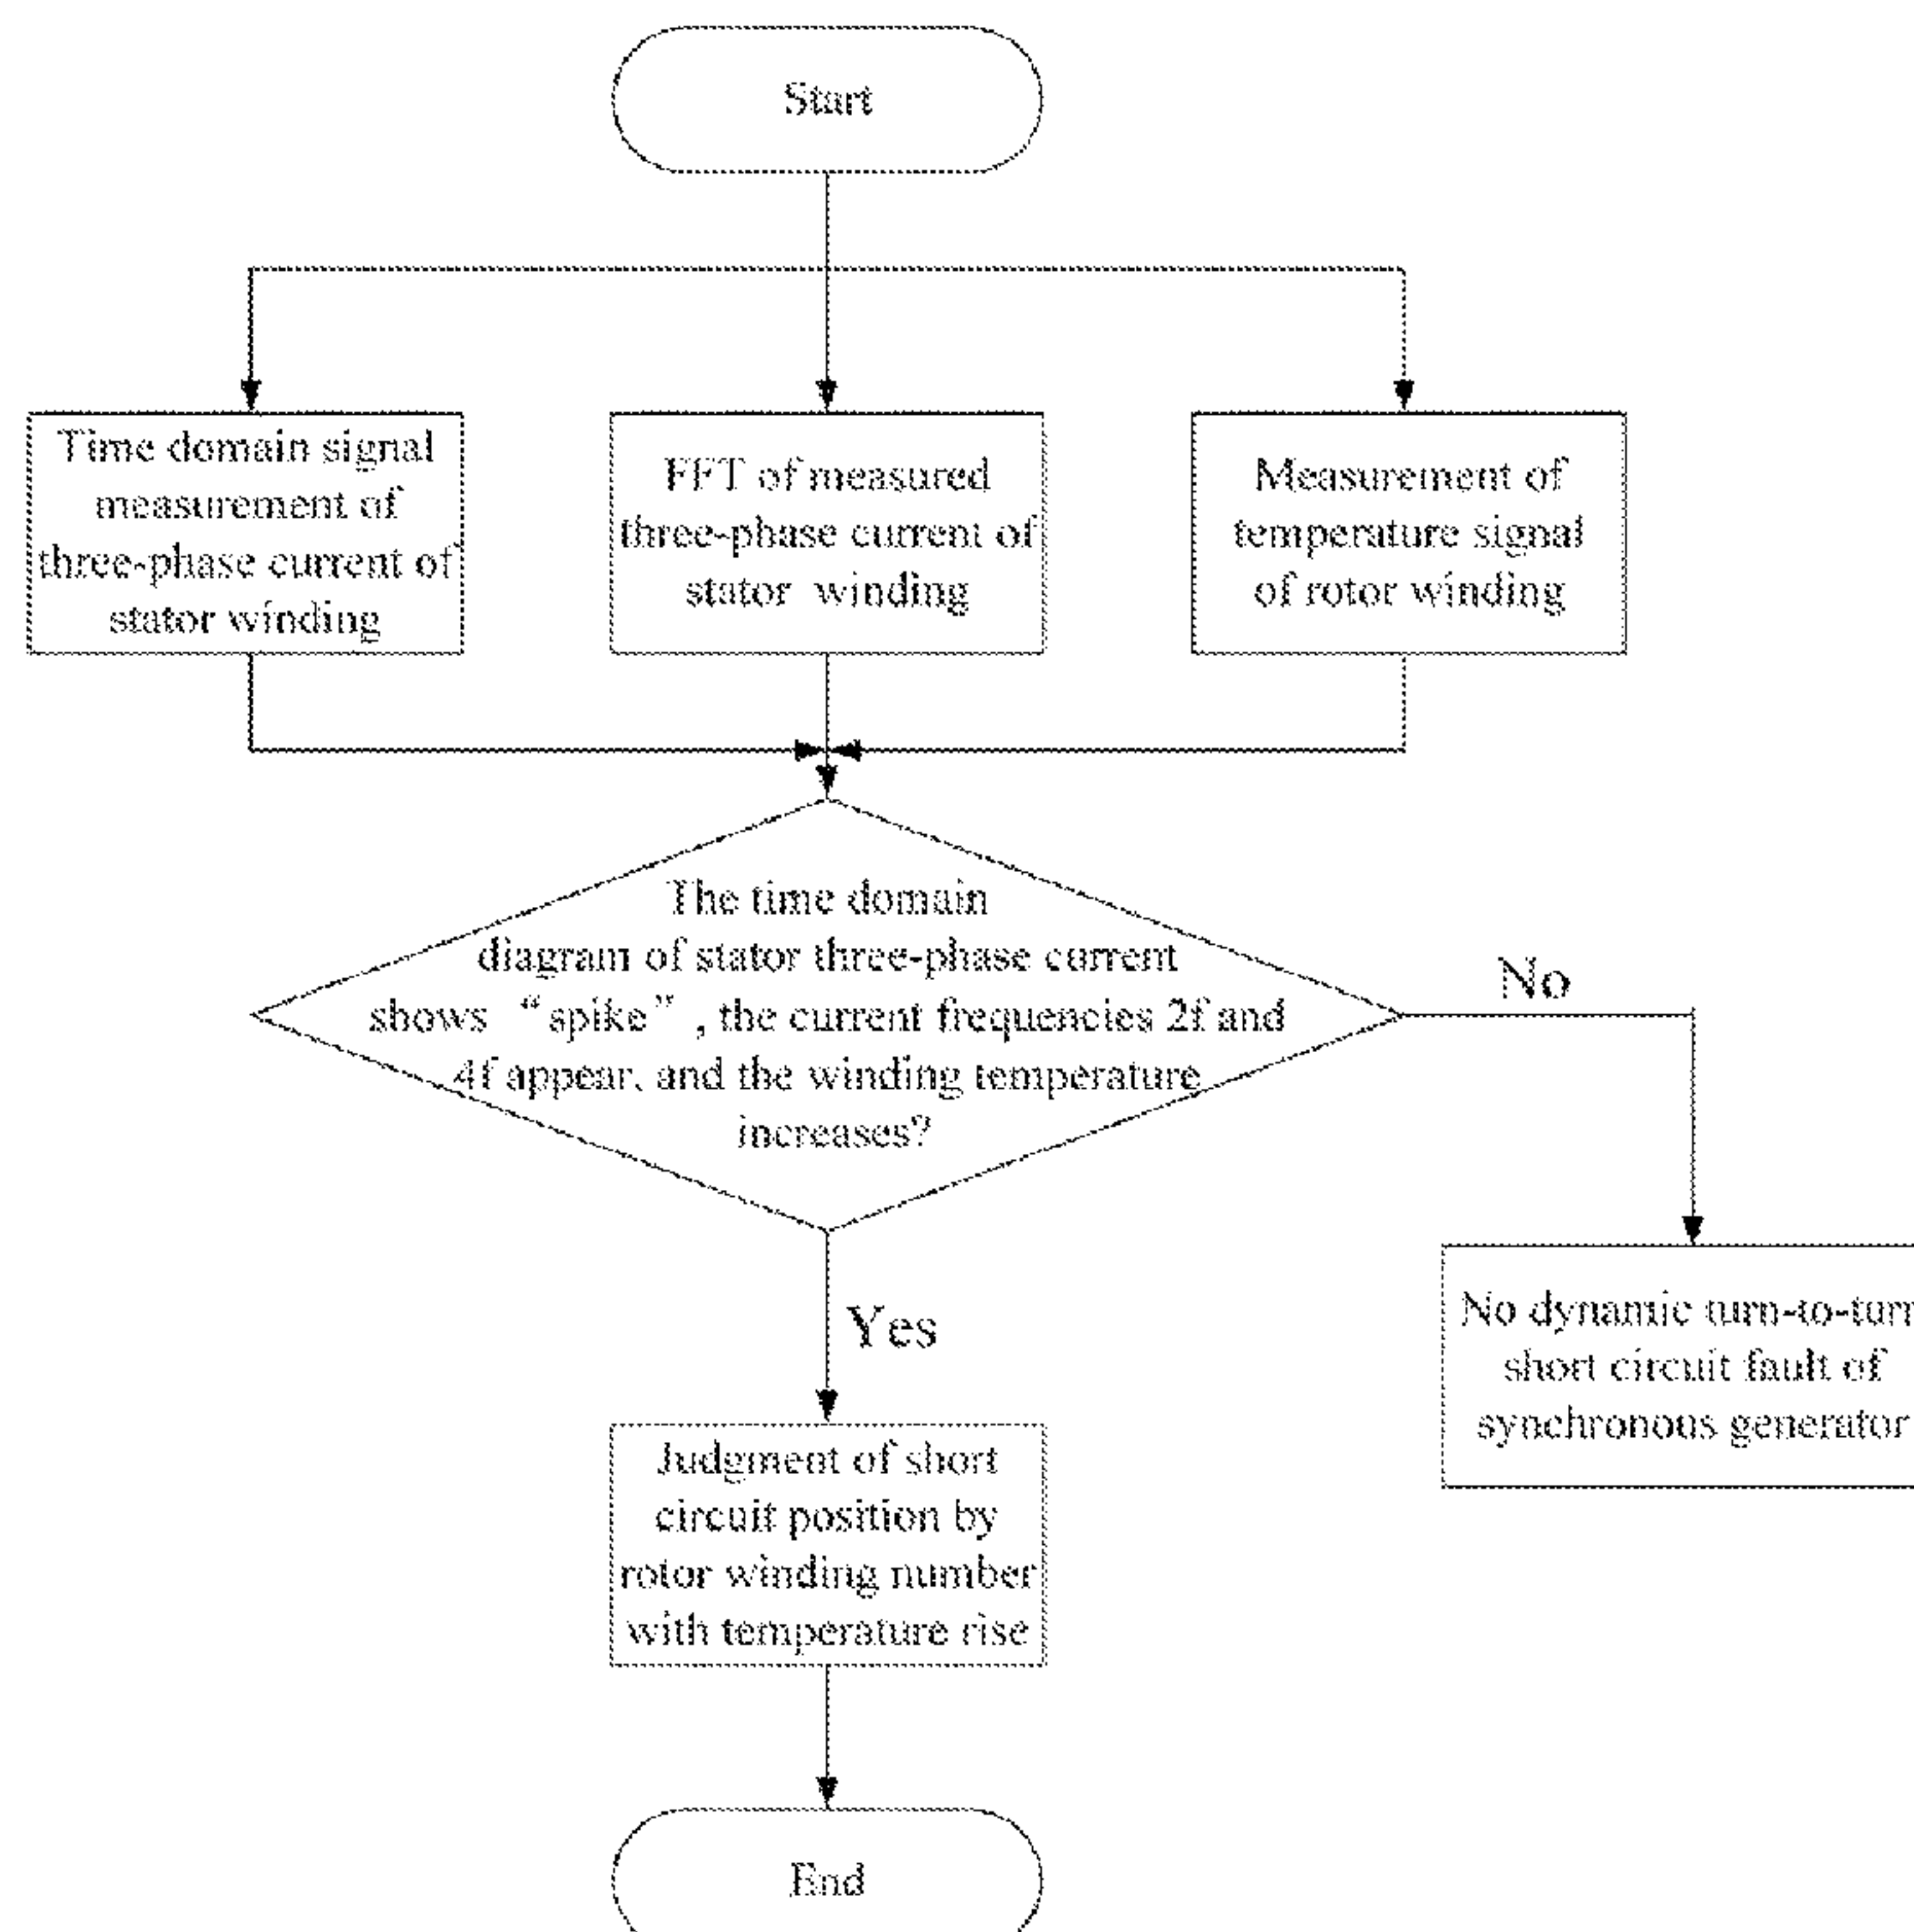 Start
Time domain signal
measurement of
three-phase current of
stator winding
FFT of measured
three-phase current of
stator winding
Measurement of
temperature signal
of rotor winding
The time domain
diagram of stator three-phase current
shows “spike”, the current frequencies 2f and
4f appear, and the winding temperature
increases?
No
Yes
No dynamic turn-to-turn
short circuit fault of
synchronous generator
Judgment of short
circuit position by
rotor winding number
with temperature rise
End